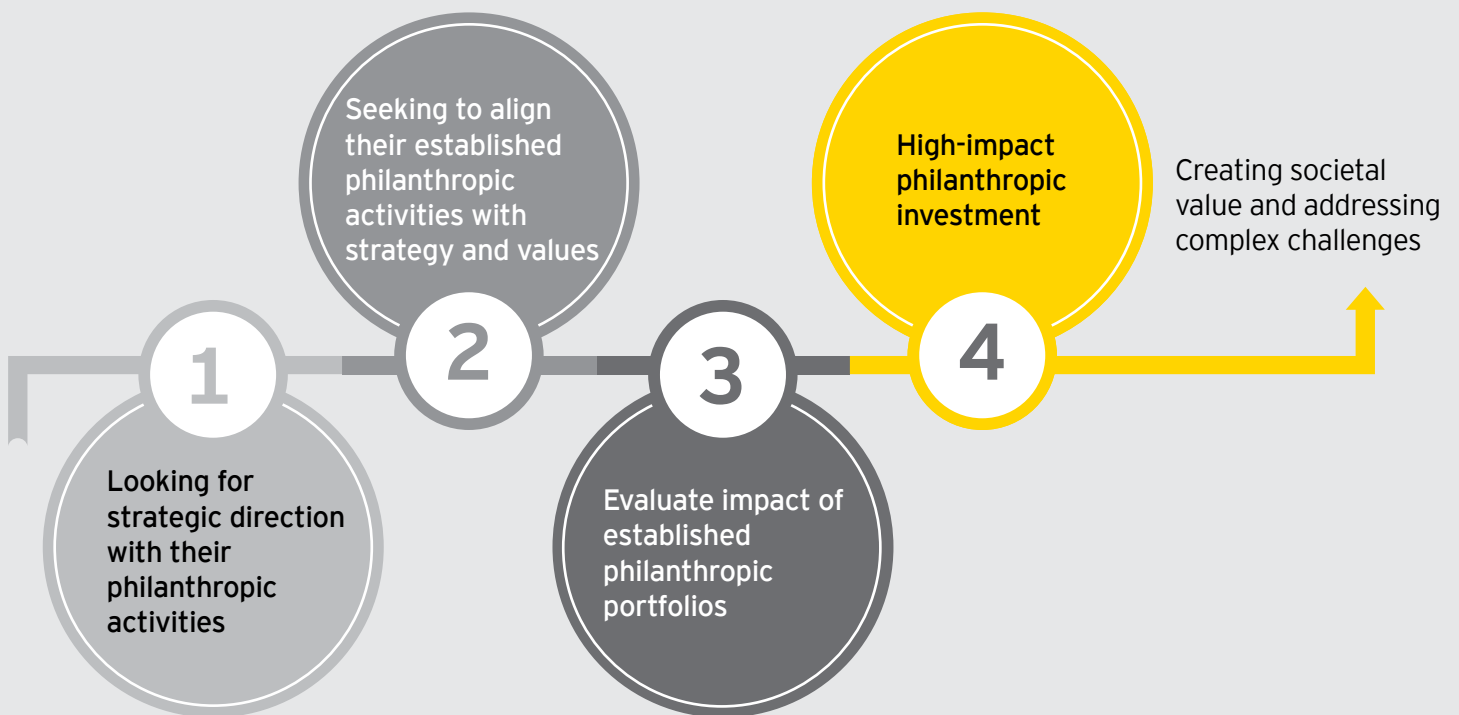 1
Looking for
strategic direction
with their
philanthropic
activities
Seeking to align
their established
philanthropic
activities with
strategy and values
2
3
Evaluate impact of
established
philanthropic
portfolios
High-impact
philanthropic
investment
4
Creating societal
value and addressing
complex challenges